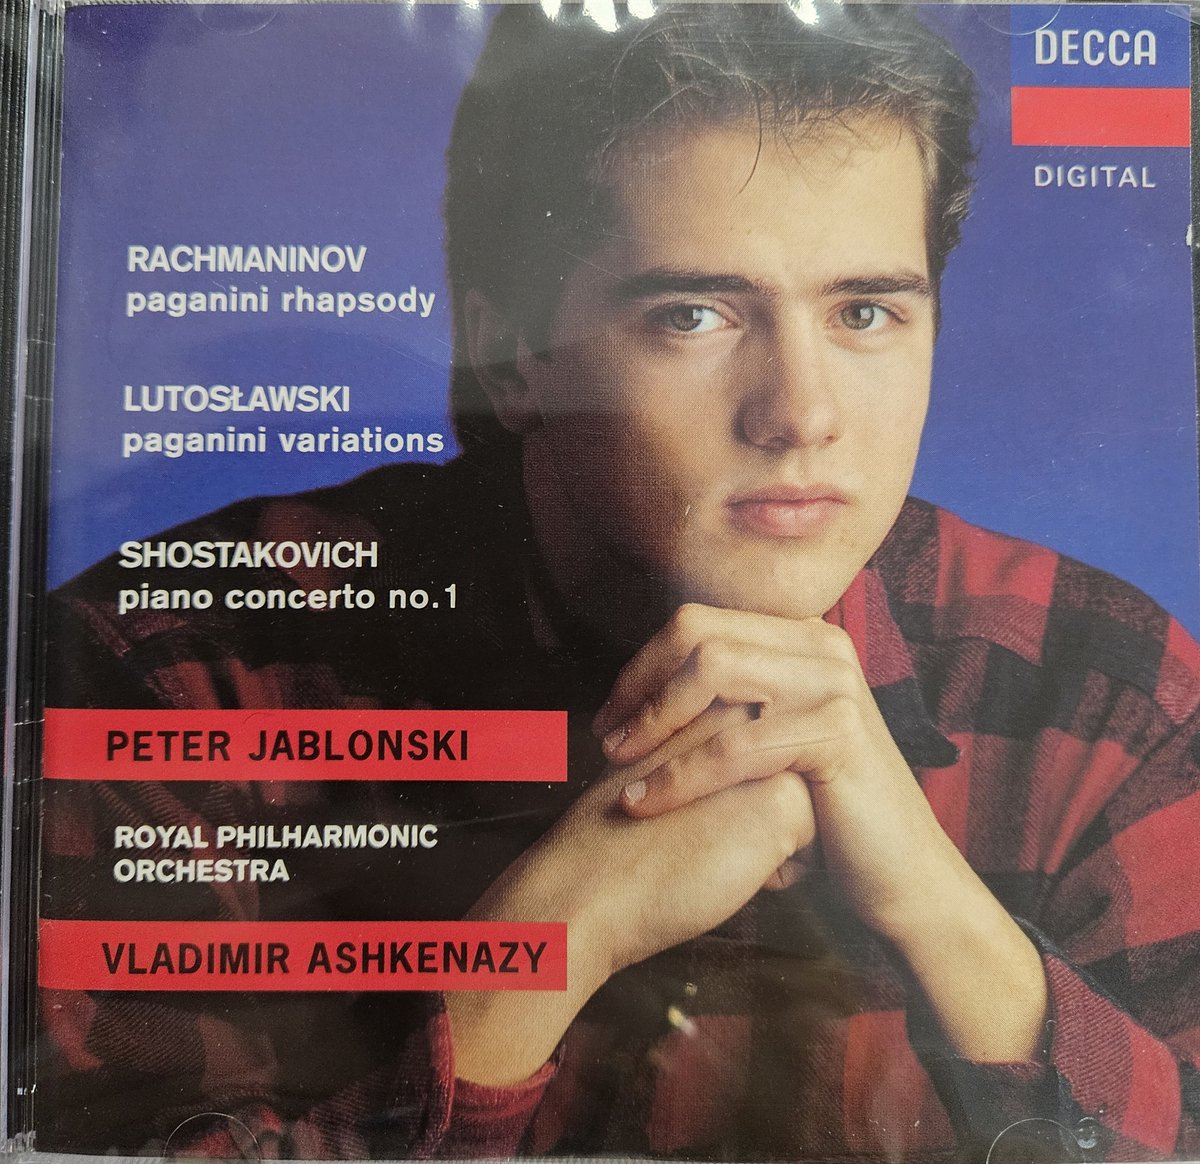 DECCA
DIGITAL
RACHMANINOV
paganini rhapsody
LUTOSŁAWSKI
paganini variations
SHOSTAKOVICH
piano concerto no.1
PETER JABLONSKI
ROYAL PHILHARMONIC
ORCHESTRA
VLADIMIR ASHKENAZY